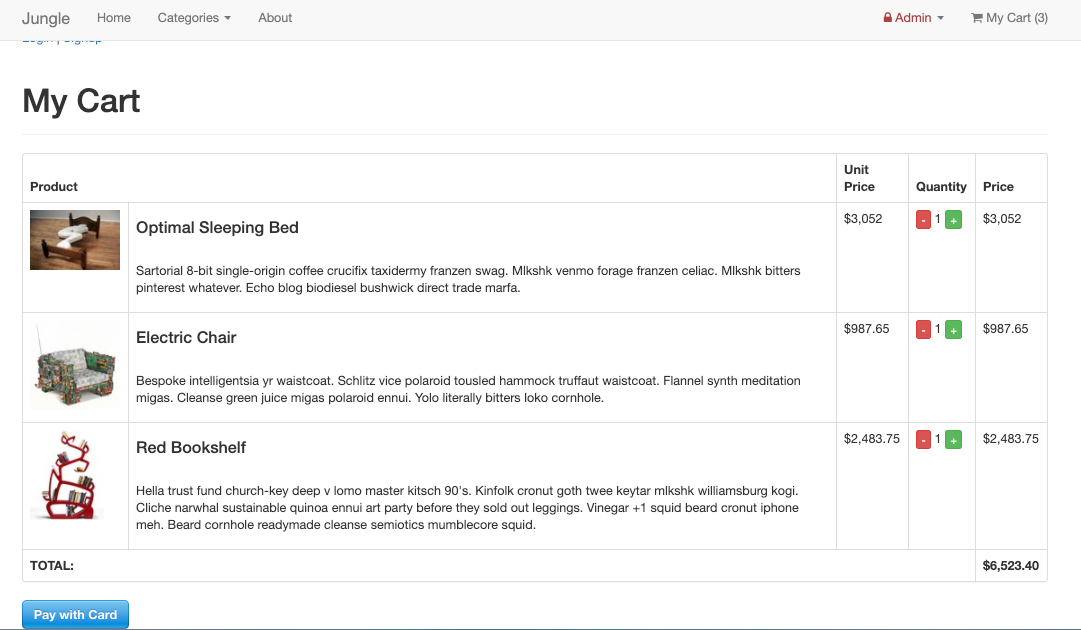 Jungle Home Categories About Admin My Cart (3)
Login | Signup
My Cart
Product Unit Price Quantity Price
Optimal Sleeping Bed $3,052 - 1 + $3,052
Sartorial 8-bit single-origin coffee crucifix taxidermy franzen swag. Mlkshk venmo forage franzen celiac. Mlkshk bitters
pinterest whatever. Echo blog biodiesel bushwick direct trade marfa.
Electric Chair $987.65 - 1 + $987.65
Bespoke intelligentsia yr waistcoat. Schlitz vice polaroid tousled hammock truffaut waistcoat. Flannel synth meditation
migas. Cleanse green juice migas polaroid ennui. Yolo literally bitters loko cornhole.
Red Bookshelf $2,483.75 - 1 + $2,483.75
Hella trust fund church-key deep v lomo master kitsch 90's. Kinfolk cronut goth twee keytar mlkshk williamsburg kogi.
Cliche narwhal sustainable quinoa ennui art party before they sold out leggings. Vinegar +1 squid beard cronut iphone
meh. Beard cornhole readymade cleanse semiotics mumblecore squid.
TOTAL: $6,523.40
Pay with Card